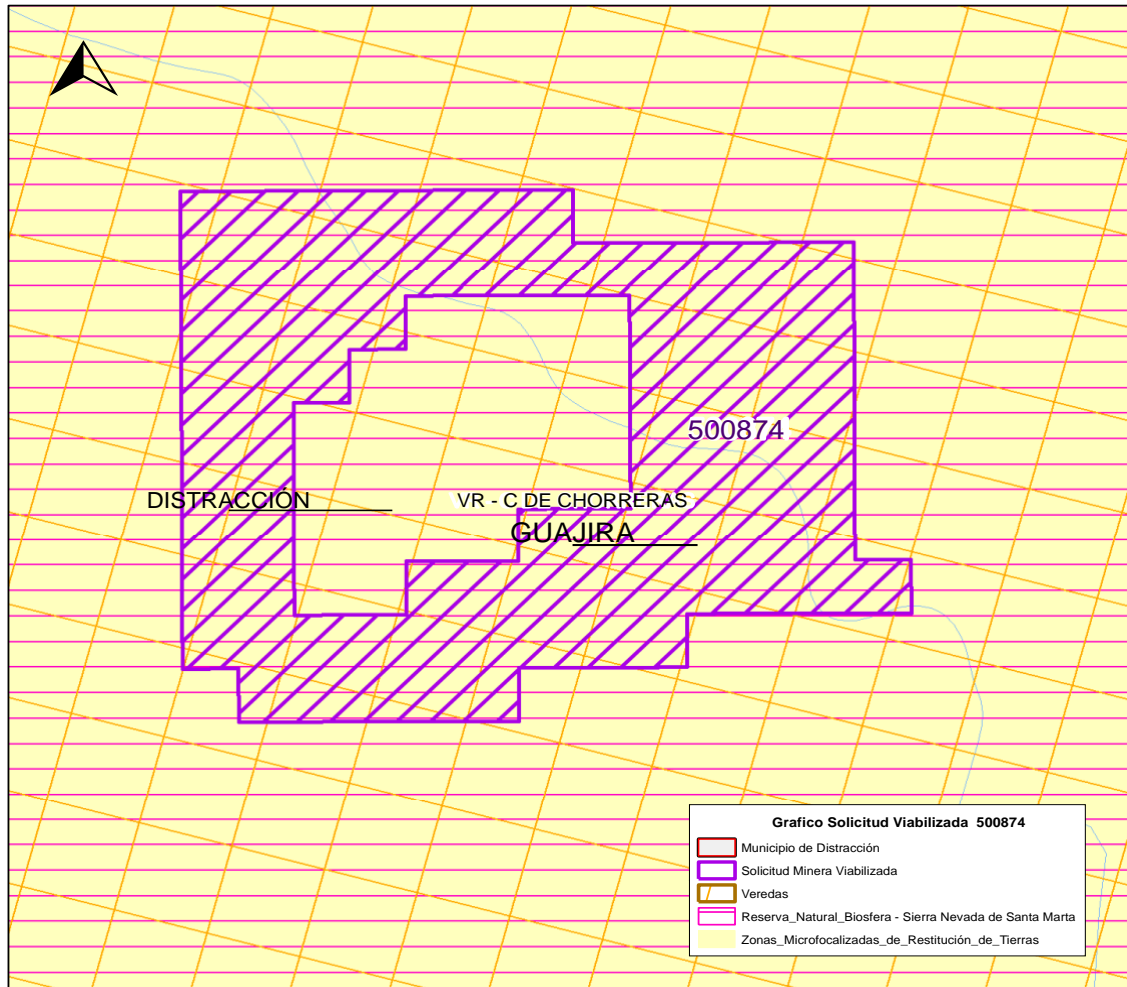 500874
DISTRACCIÓN
VR - C DE CHORRERAS
GUAJIRA
Grafico Solicitud Viabilizada 500874
Municipio de Distracción
Solicitud Minera Viabilizada
Veredas
Reserva_Natural_Biosfera - Sierra Nevada de Santa Marta
Zonas_Microfocalizadas_de_Restitución_de_Tierras